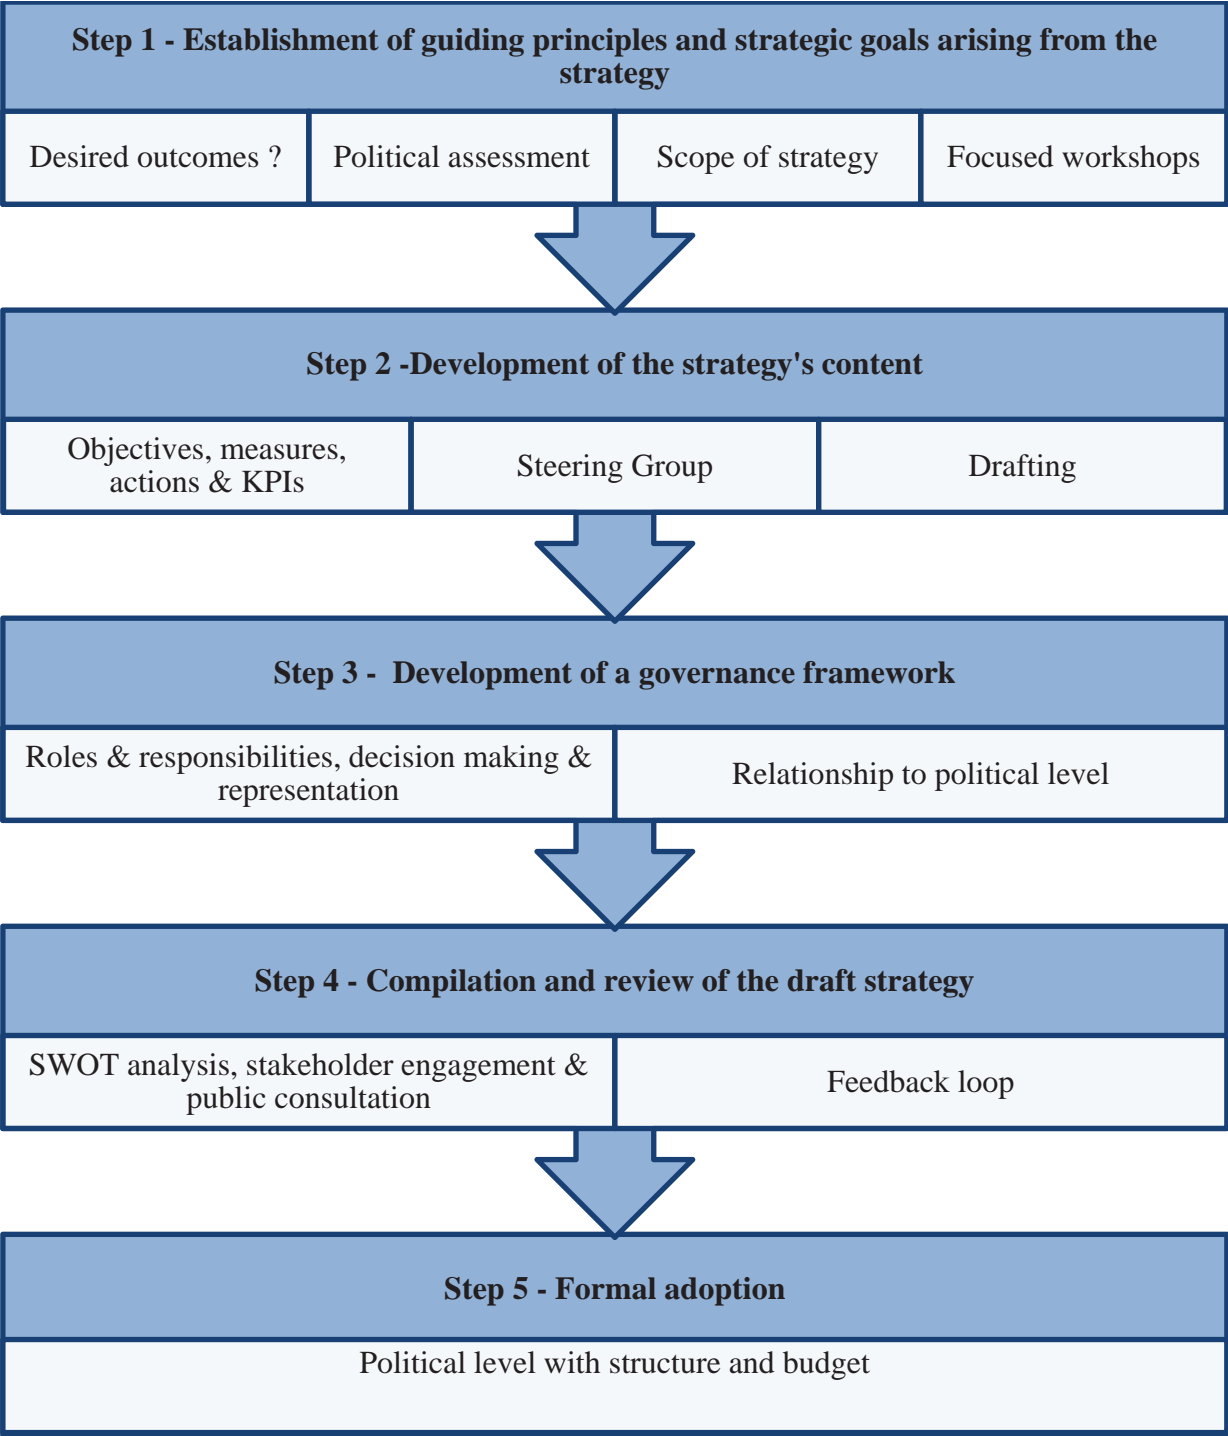 Step 1 - Establishment of guiding principles and strategic goals arising from the
strategy
Desired outcomes ?
Political assessment
Scope of strategy
Focused workshops
Step 2 -Development of the strategy's content
Objectives, measures,
actions & KPIs
Steering Group
Drafting
Step 3 -  Development of a governance framework
Roles & responsibilities, decision making &
representation
Relationship to political level
Step 4 - Compilation and review of the draft strategy
SWOT analysis, stakeholder engagement &
public consultation
Feedback loop
Step 5 - Formal adoption
Political level with structure and budget